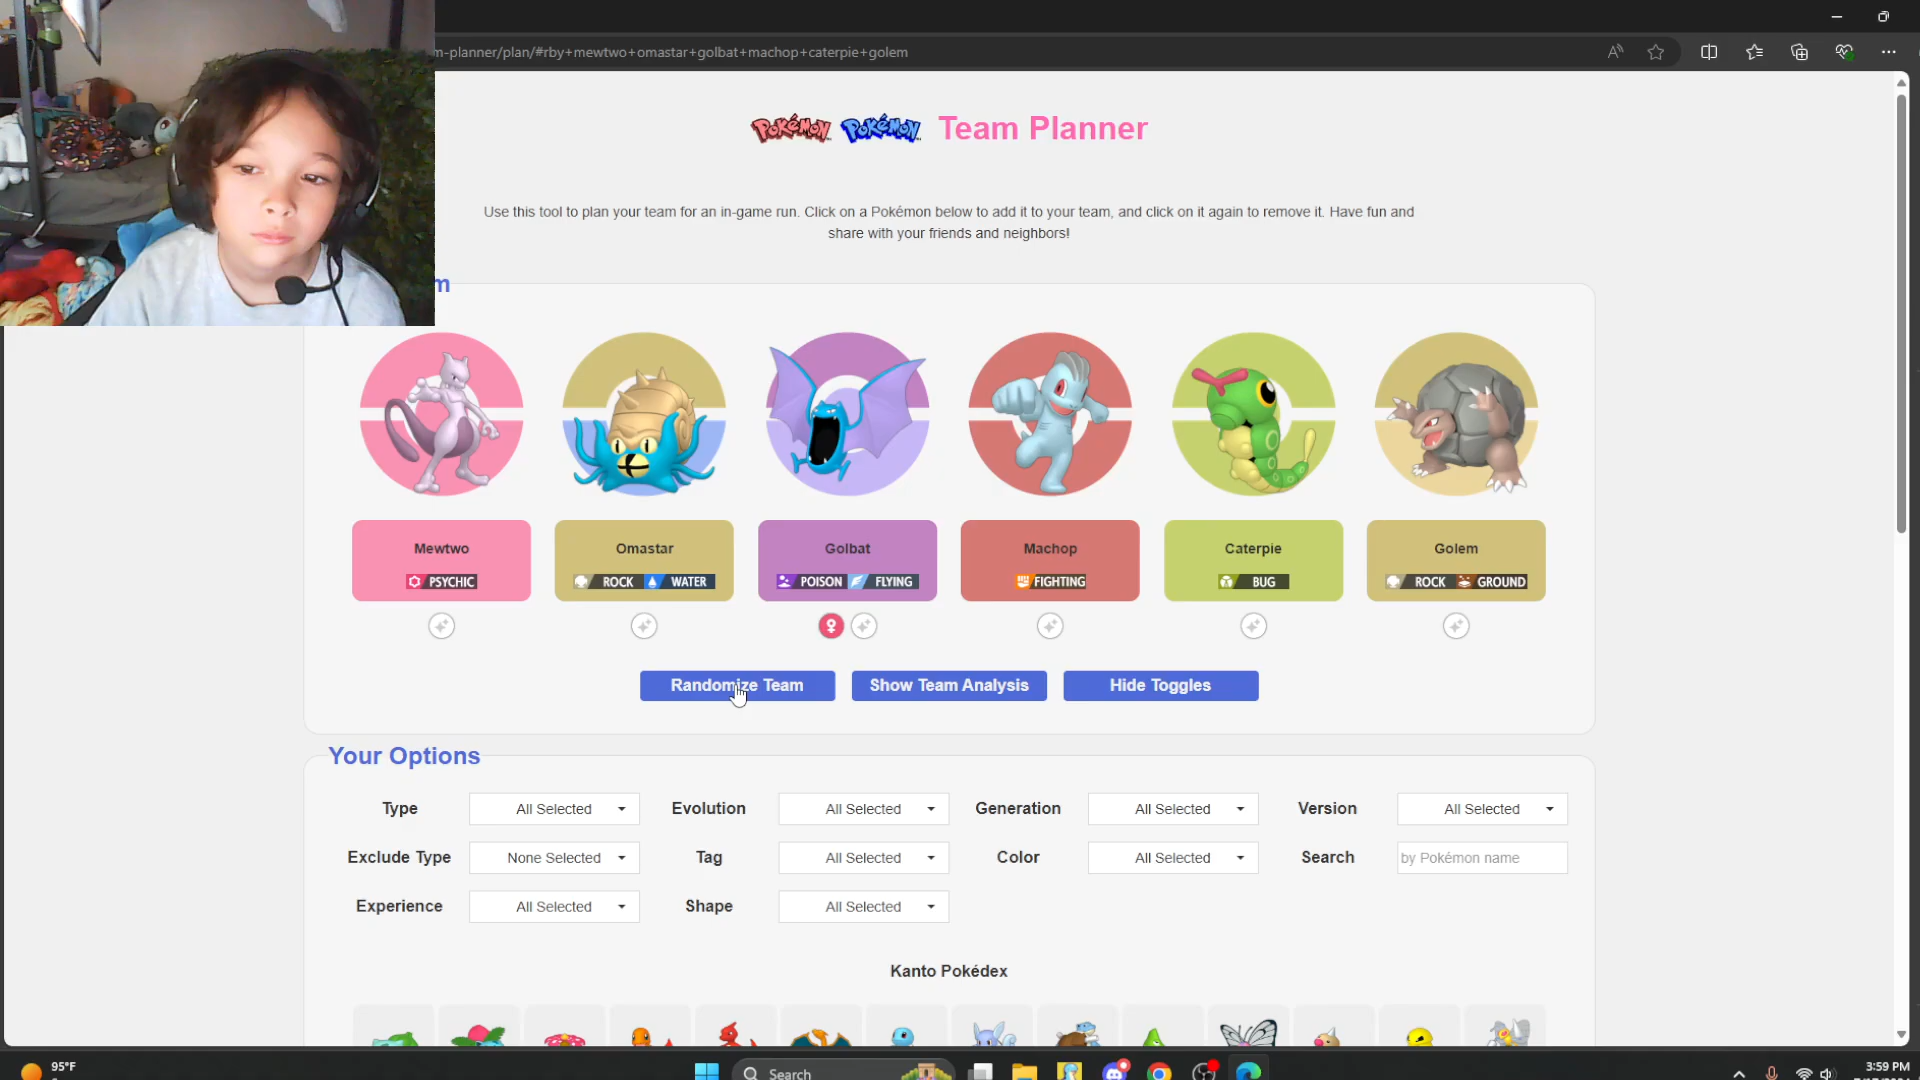 m-planner/plan/#rby+mewtwo+omastar+golbat+machop+caterpie+golem
POKéMON POKéMON Team Planner
Use this tool to plan your team for an in-game run. Click on a Pokémon below to add it to your team, and click on it again to remove it. Have fun and
share with your friends and neighbors!
m
Mewtwo Omastar Golbat Machop Caterpie Golem
PSYCHIC ROCK WATER POISON FLYING FIGHTING BUG ROCK GROUND
Randomize Team Show Team Analysis Hide Toggles
Your Options
Type All Selected Evolution All Selected Generation All Selected Version All Selected
Exclude Type None Selected Tag All Selected Color All Selected Search by Pokémon name
Experience All Selected Shape All Selected
Kanto Pokédex
95°F
Search
3:59 PM